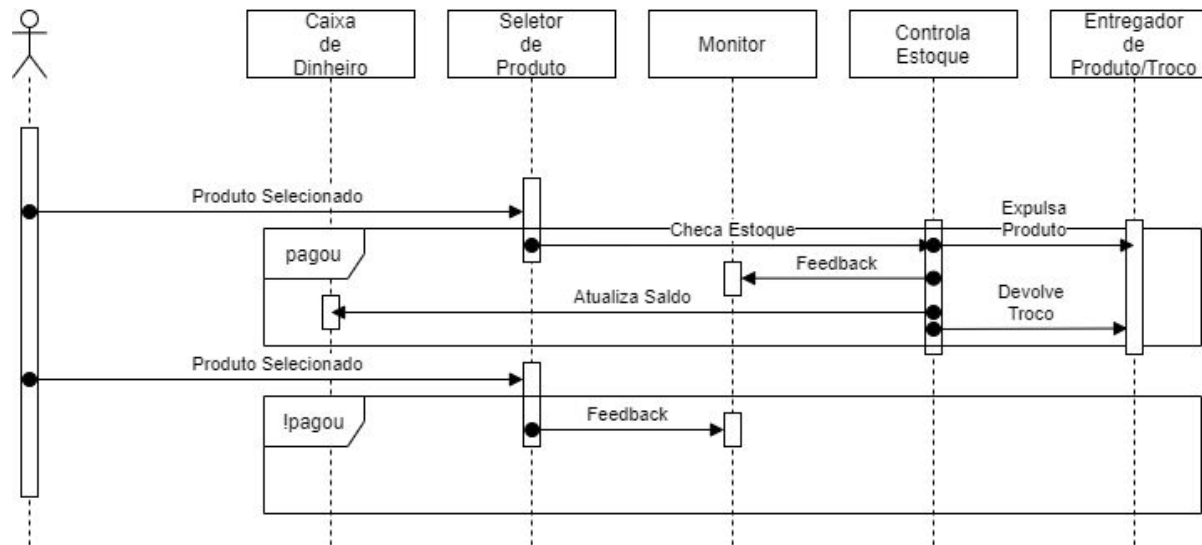 Caixa
de
Dinheiro
Seletor
de
Produto
Monitor
Controla
Estoque
Entregador
de
Produto/Troco
Produto Selecionado
pagou
Checa Estoque
Expulsa
Produto
Feedback
Atualiza Saldo
Devolve
Troco
Produto Selecionado
!pagou
Feedback